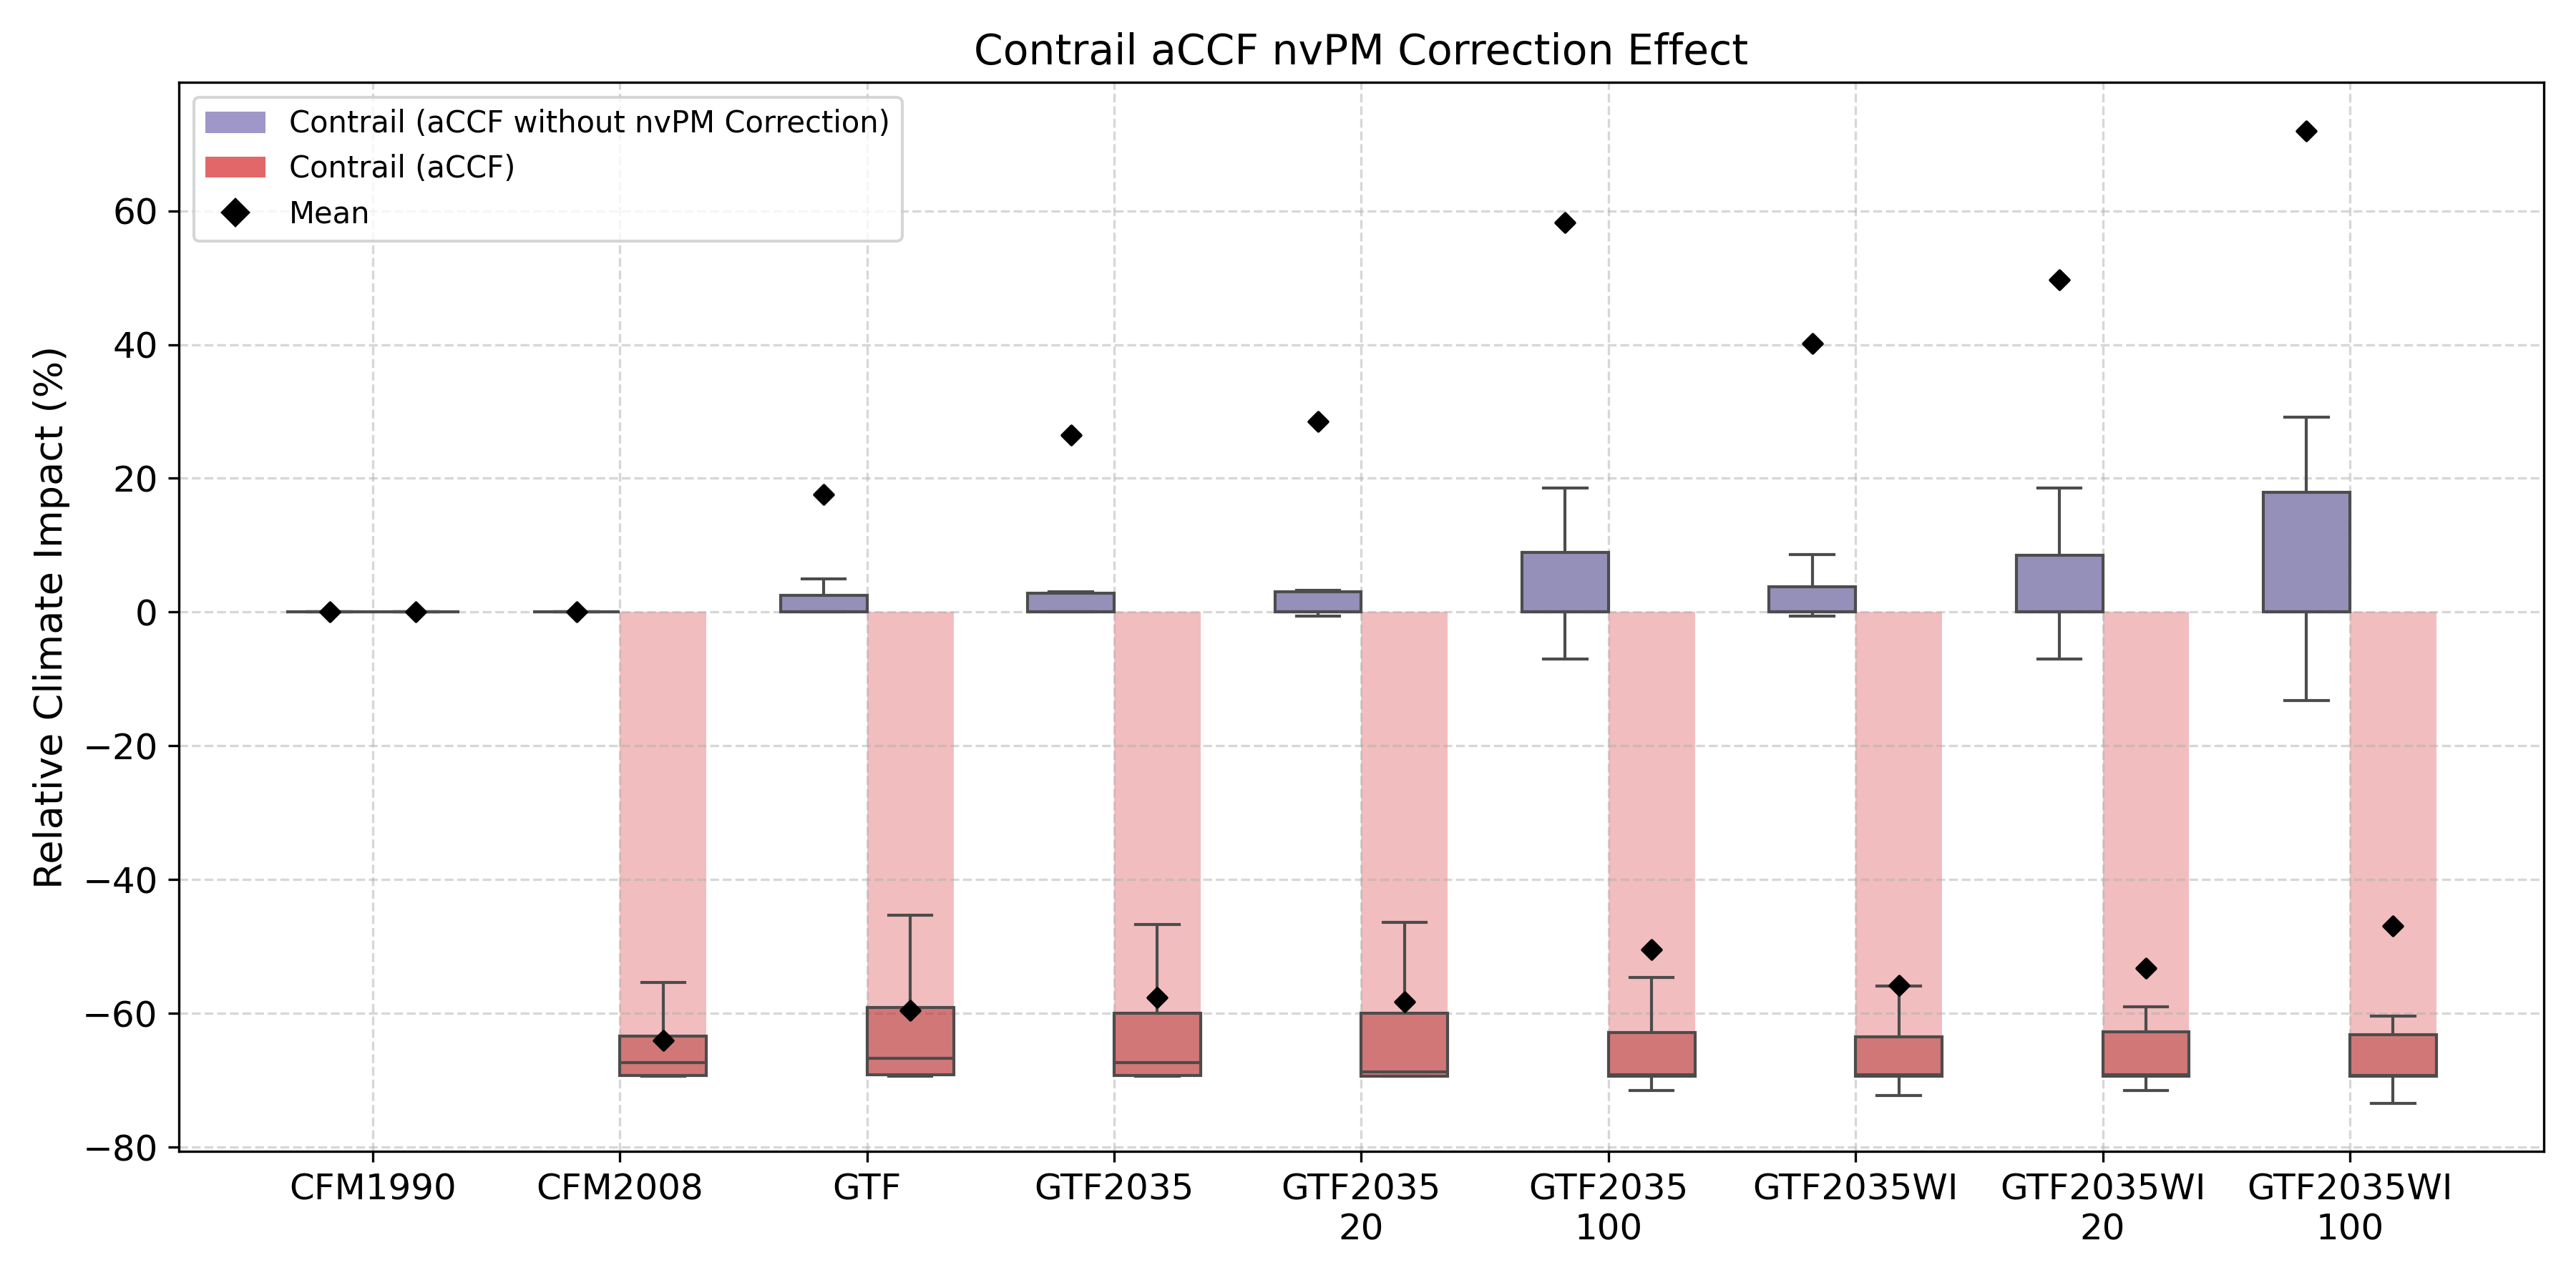 Contrail aCCF nvPM Correction Effect
Contrail (aCCF without nvPM Correction)
Contrail (aCCF)
Mean
Relative Climate Impact (%)
60
40
20
0
−20
−40
−60
−80
CFM1990 CFM2008 GTF GTF2035 GTF2035 GTF2035 GTF2035WI GTF2035WI GTF2035WI
20 100 20 100